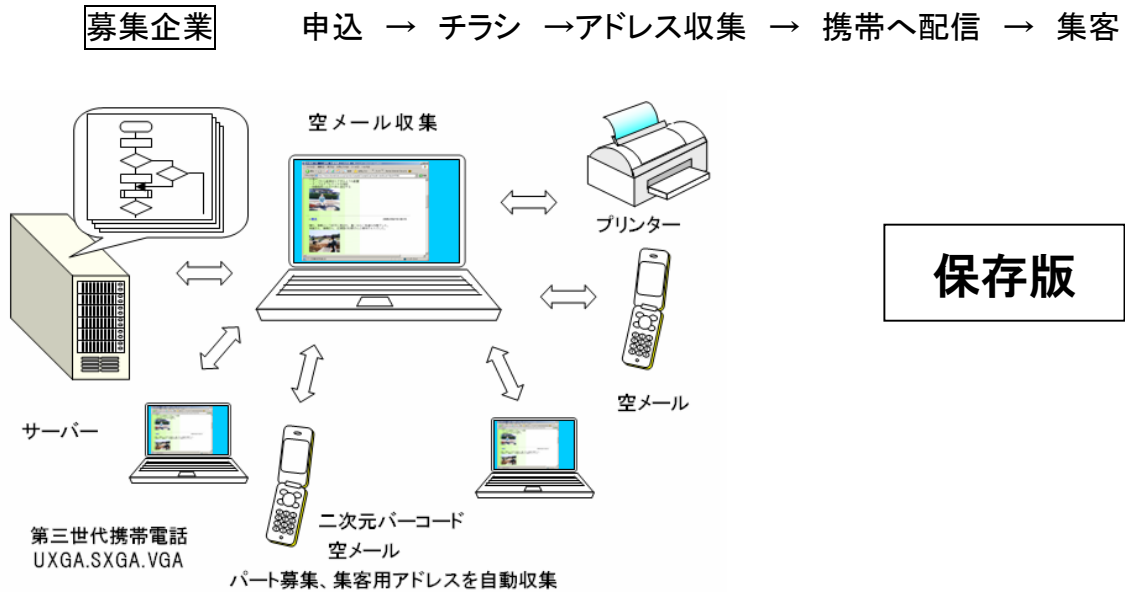 募集企業　申込 → チラシ →アドレス収集 → 携帯へ配信 → 集客
空メール収集
プリンター
保存版
空メール
サーバー
二次元バーコード
空メール
第三世代携帯電話
UXGA.SXGA.VGA
パート募集、集客用アドレスを自動収集